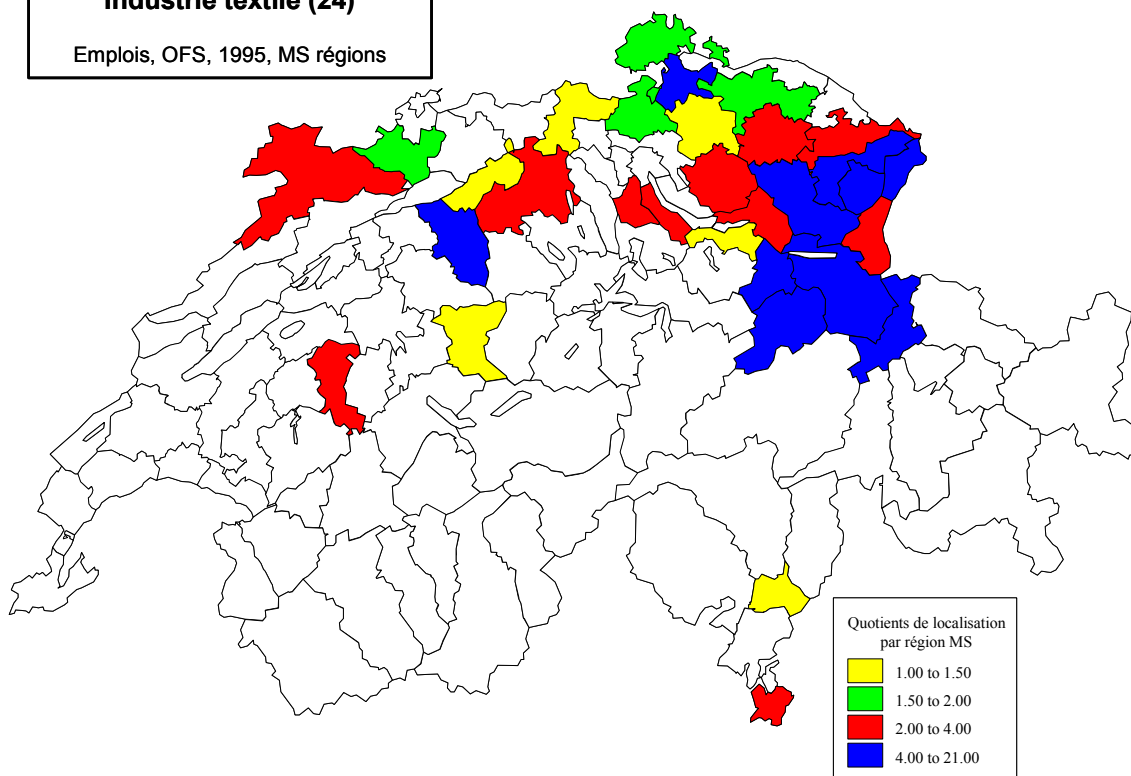 Industrie textile (24)
Emplois, OFS, 1995, MS régions
Quotients de localisation
par région MS
1.00 to 1.50
1.50 to 2.00
2.00 to 4.00
4.00 to 21.00